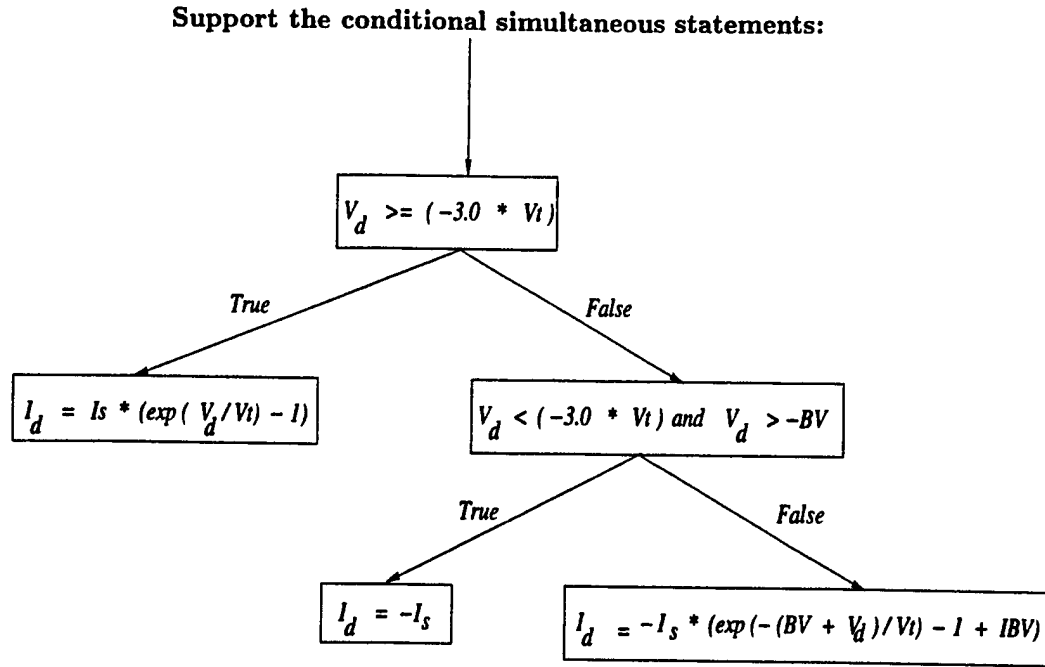 Support the conditional simultaneous statements:
V_d >= ( -3.0 * Vt )
True
False
I_d = Is * (exp( V_d/Vt) - 1)
V_d < ( -3.0 * Vt ) and V_d > -BV
True
False
I_d = -I_s
I_d = -I_s * (exp(- (BV + V_d )/Vt) - 1 + IBV)